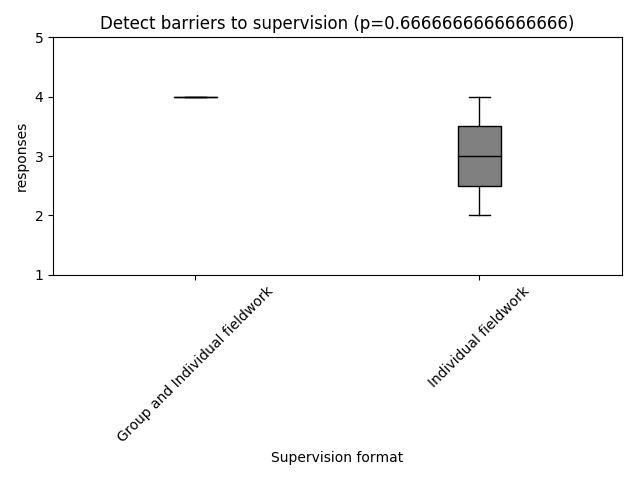 Detect barriers to supervision (p=0.6666666666666666)
5
4
3
2
1
responses
Group and Individual fieldwork
Individual fieldwork
Supervision format